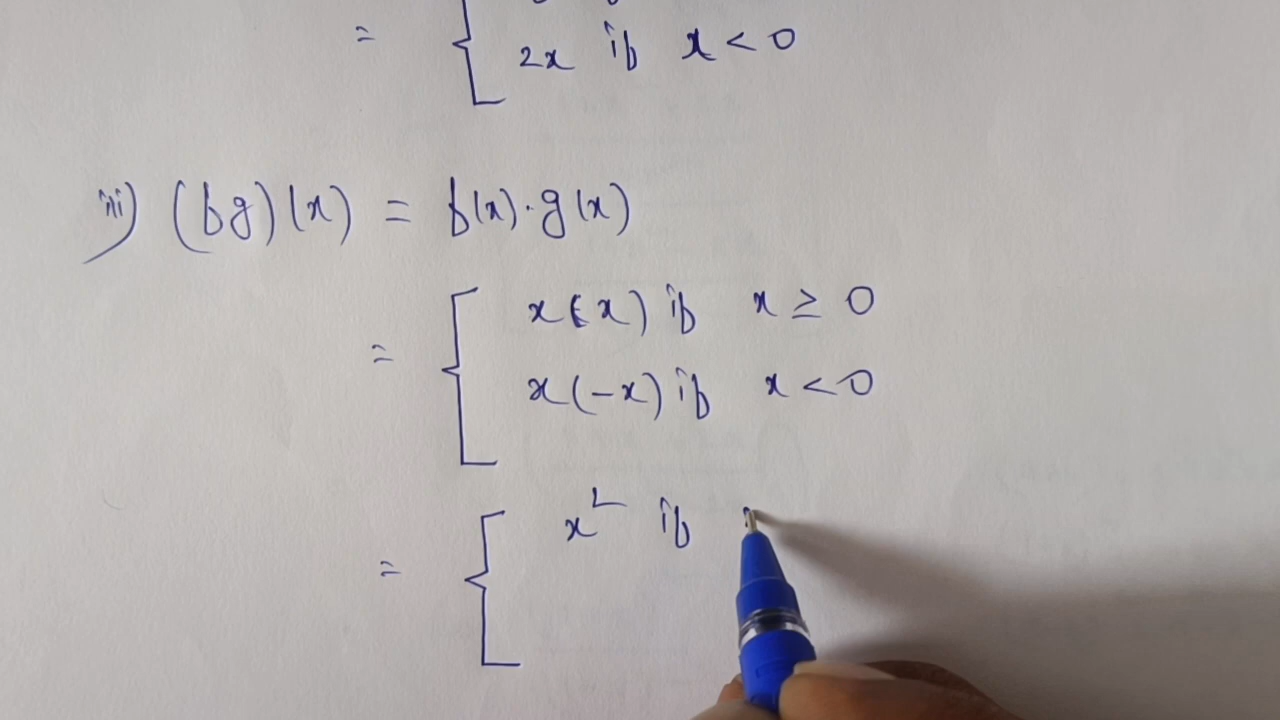 = { 2x if x < 0
iii) (fg)(x) = f(x)·g(x)
= { x(x) if x ≥ 0
x(-x) if x < 0
= { x² if